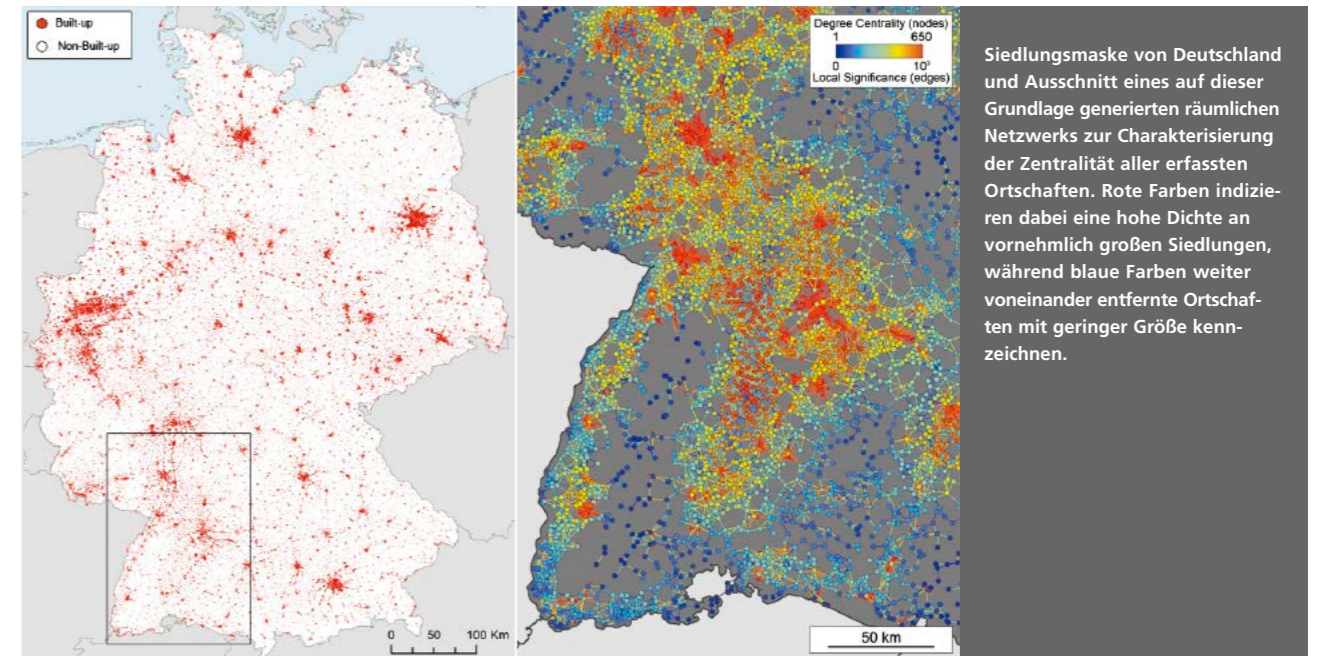 Built-up
Non-Built-up
0 50 100 Km
Degree Centrality (nodes)
1 650
0 10⁹
Local Significance (edges)
50 km
Siedlungsmaske von Deutschland
und Ausschnitt eines auf dieser
Grundlage generierten räumlichen
Netzwerks zur Charakterisierung
der Zentralität aller erfassten
Ortschaften. Rote Farben indizie-
ren dabei eine hohe Dichte an
vornehmlich großen Siedlungen,
während blaue Farben weiter
voneinander entfernte Ortschaf-
ten mit geringer Größe kenn-
zeichnen.